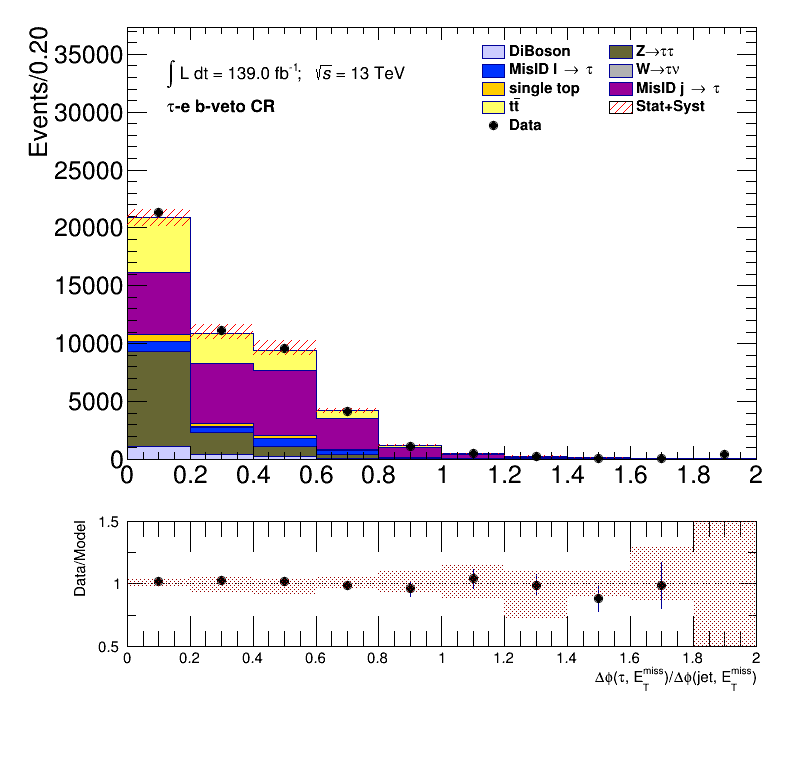 Events/0.20
35000
30000
25000
20000
15000
10000
5000
0
∫ L dt = 139.0 fb⁻¹; √s = 13 TeV
τ-e b-veto CR
DiBoson
MisID l → τ
single top
tt̄
Data
Z→ττ
W→τν
MisID j → τ
Stat+Syst
0 0.2 0.4 0.6 0.8 1 1.2 1.4 1.6 1.8 2
Data/Model
1.5
1
0.5
0 0.2 0.4 0.6 0.8 1 1.2 1.4 1.6 1.8 2
Δϕ(τ, E_T^miss)/Δϕ(jet, E_T^miss)